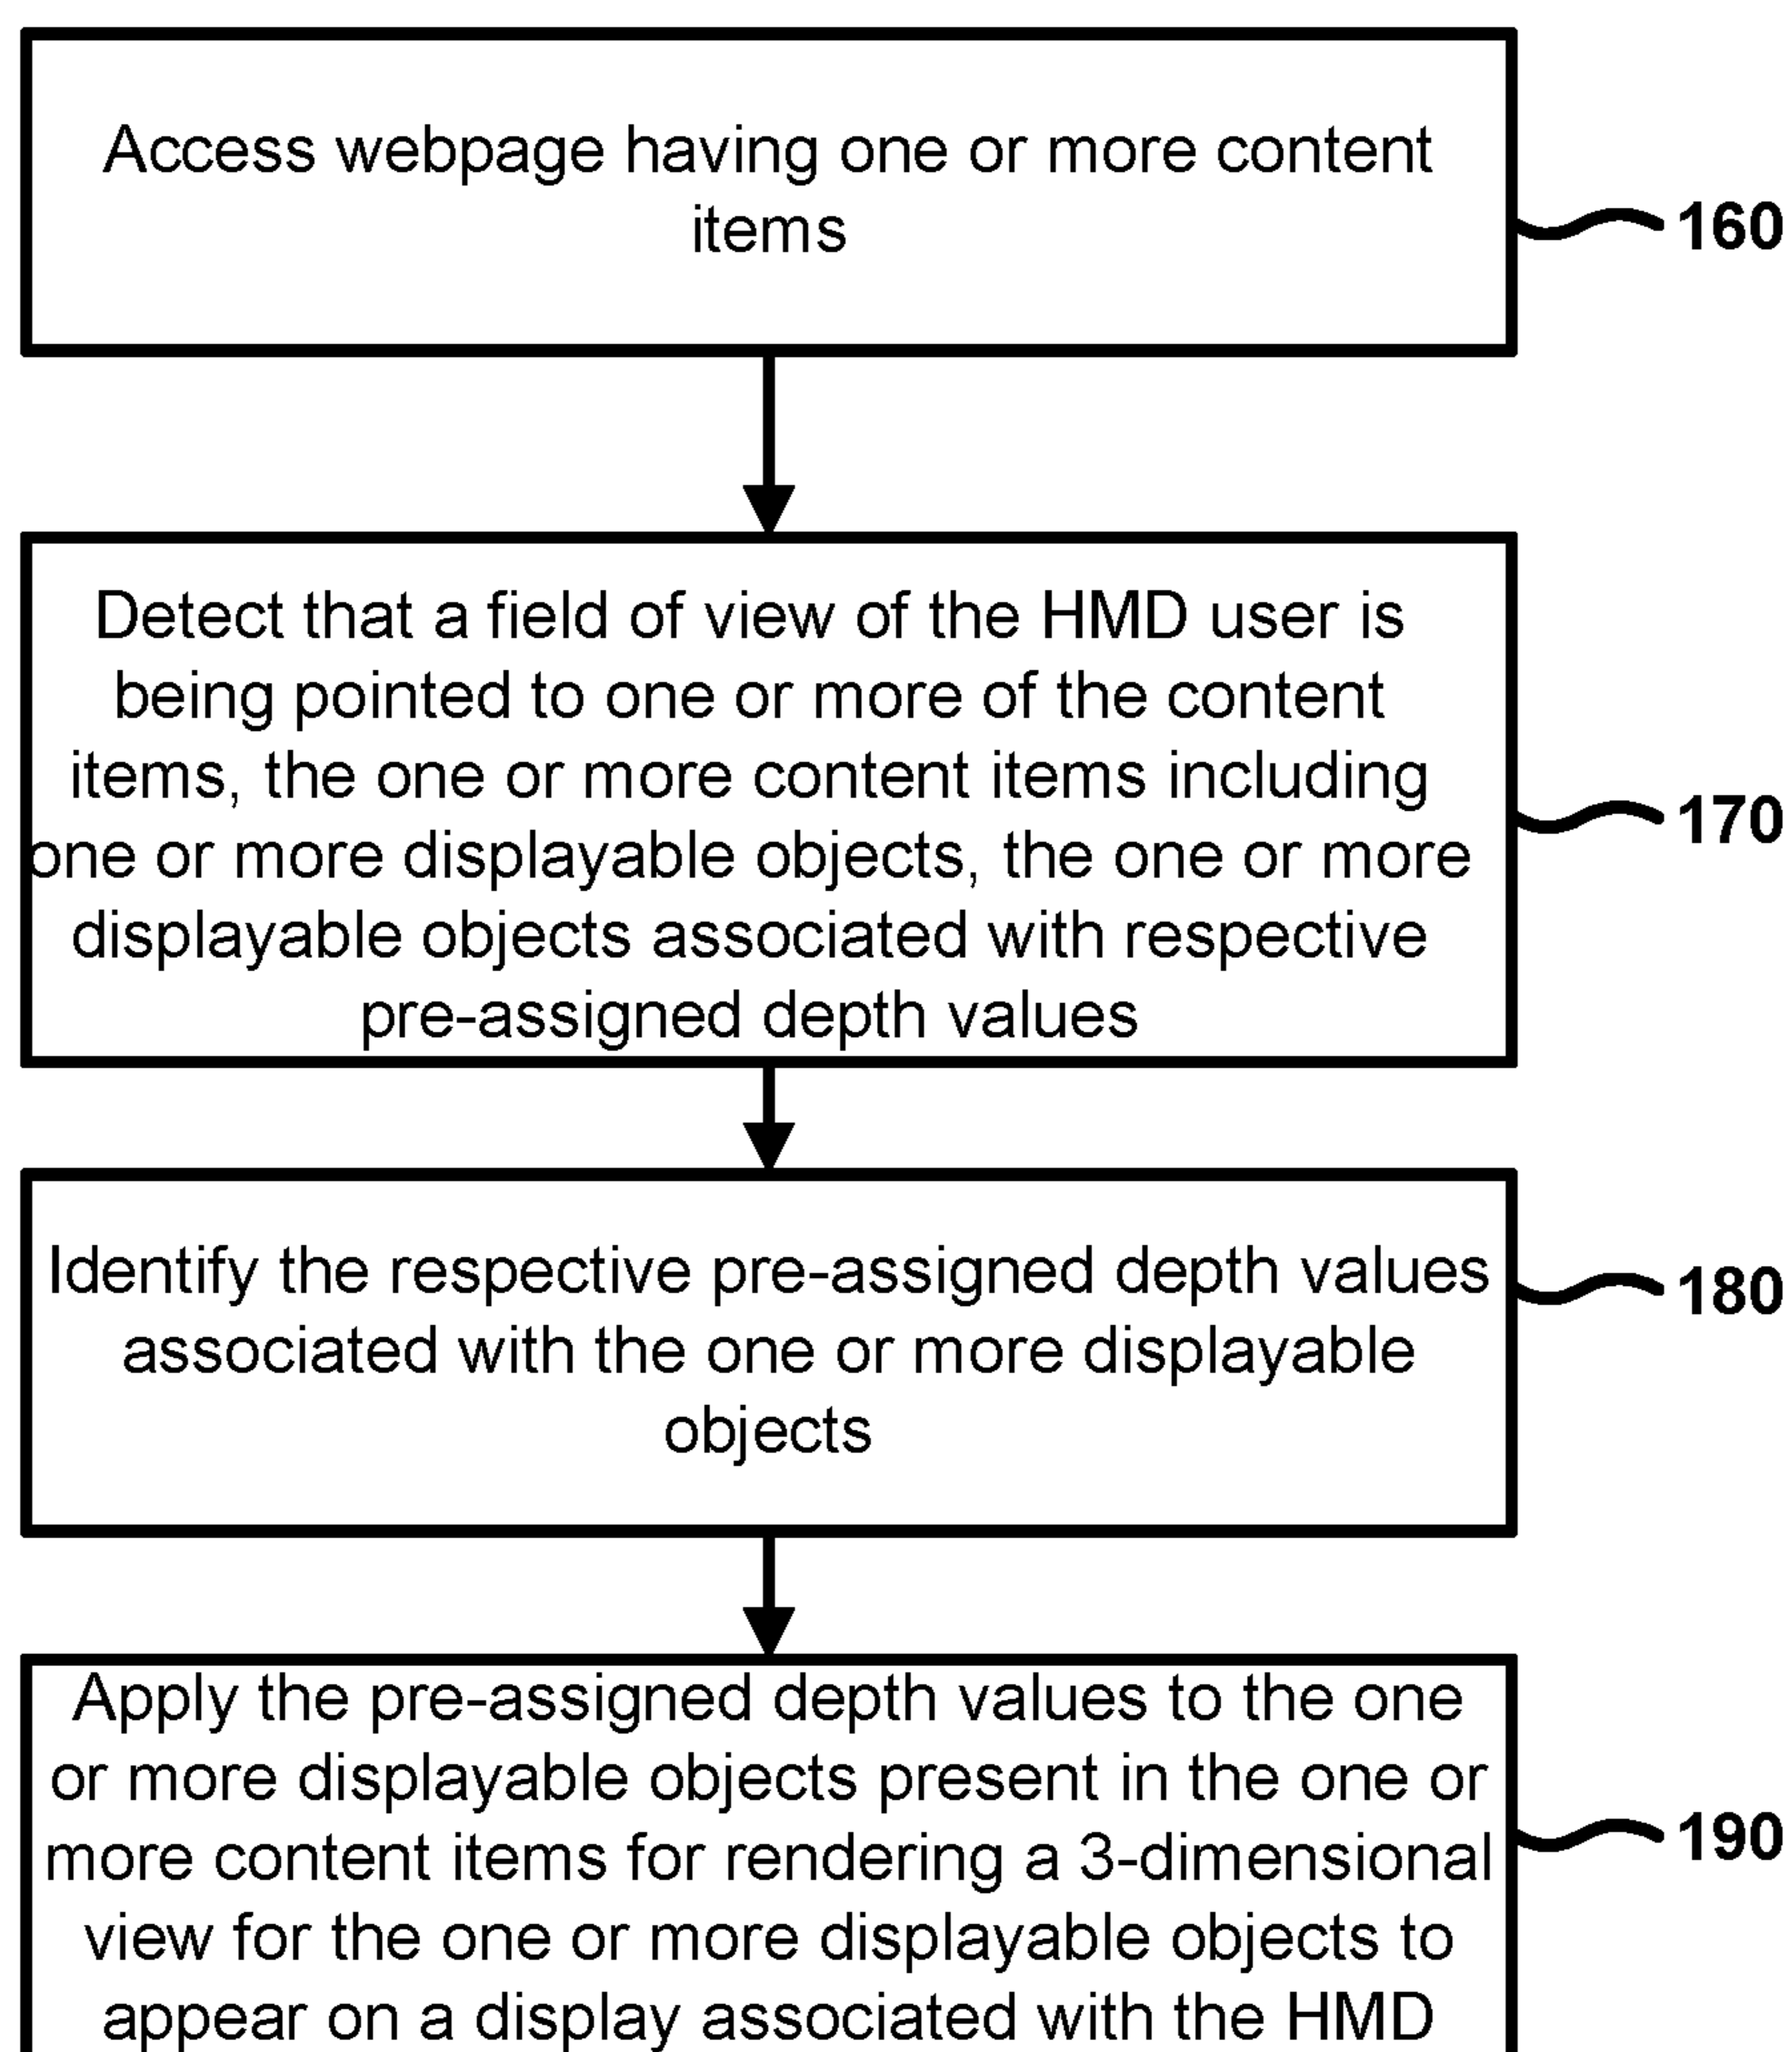 Access webpage having one or more content
items
160
Detect that a field of view of the HMD user is
being pointed to one or more of the content
items, the one or more content items including
one or more displayable objects, the one or more
displayable objects associated with respective
pre-assigned depth values
170
Identify the respective pre-assigned depth values
associated with the one or more displayable
objects
180
Apply the pre-assigned depth values to the one
or more displayable objects present in the one or
more content items for rendering a 3-dimensional
view for the one or more displayable objects to
appear on a display associated with the HMD
190